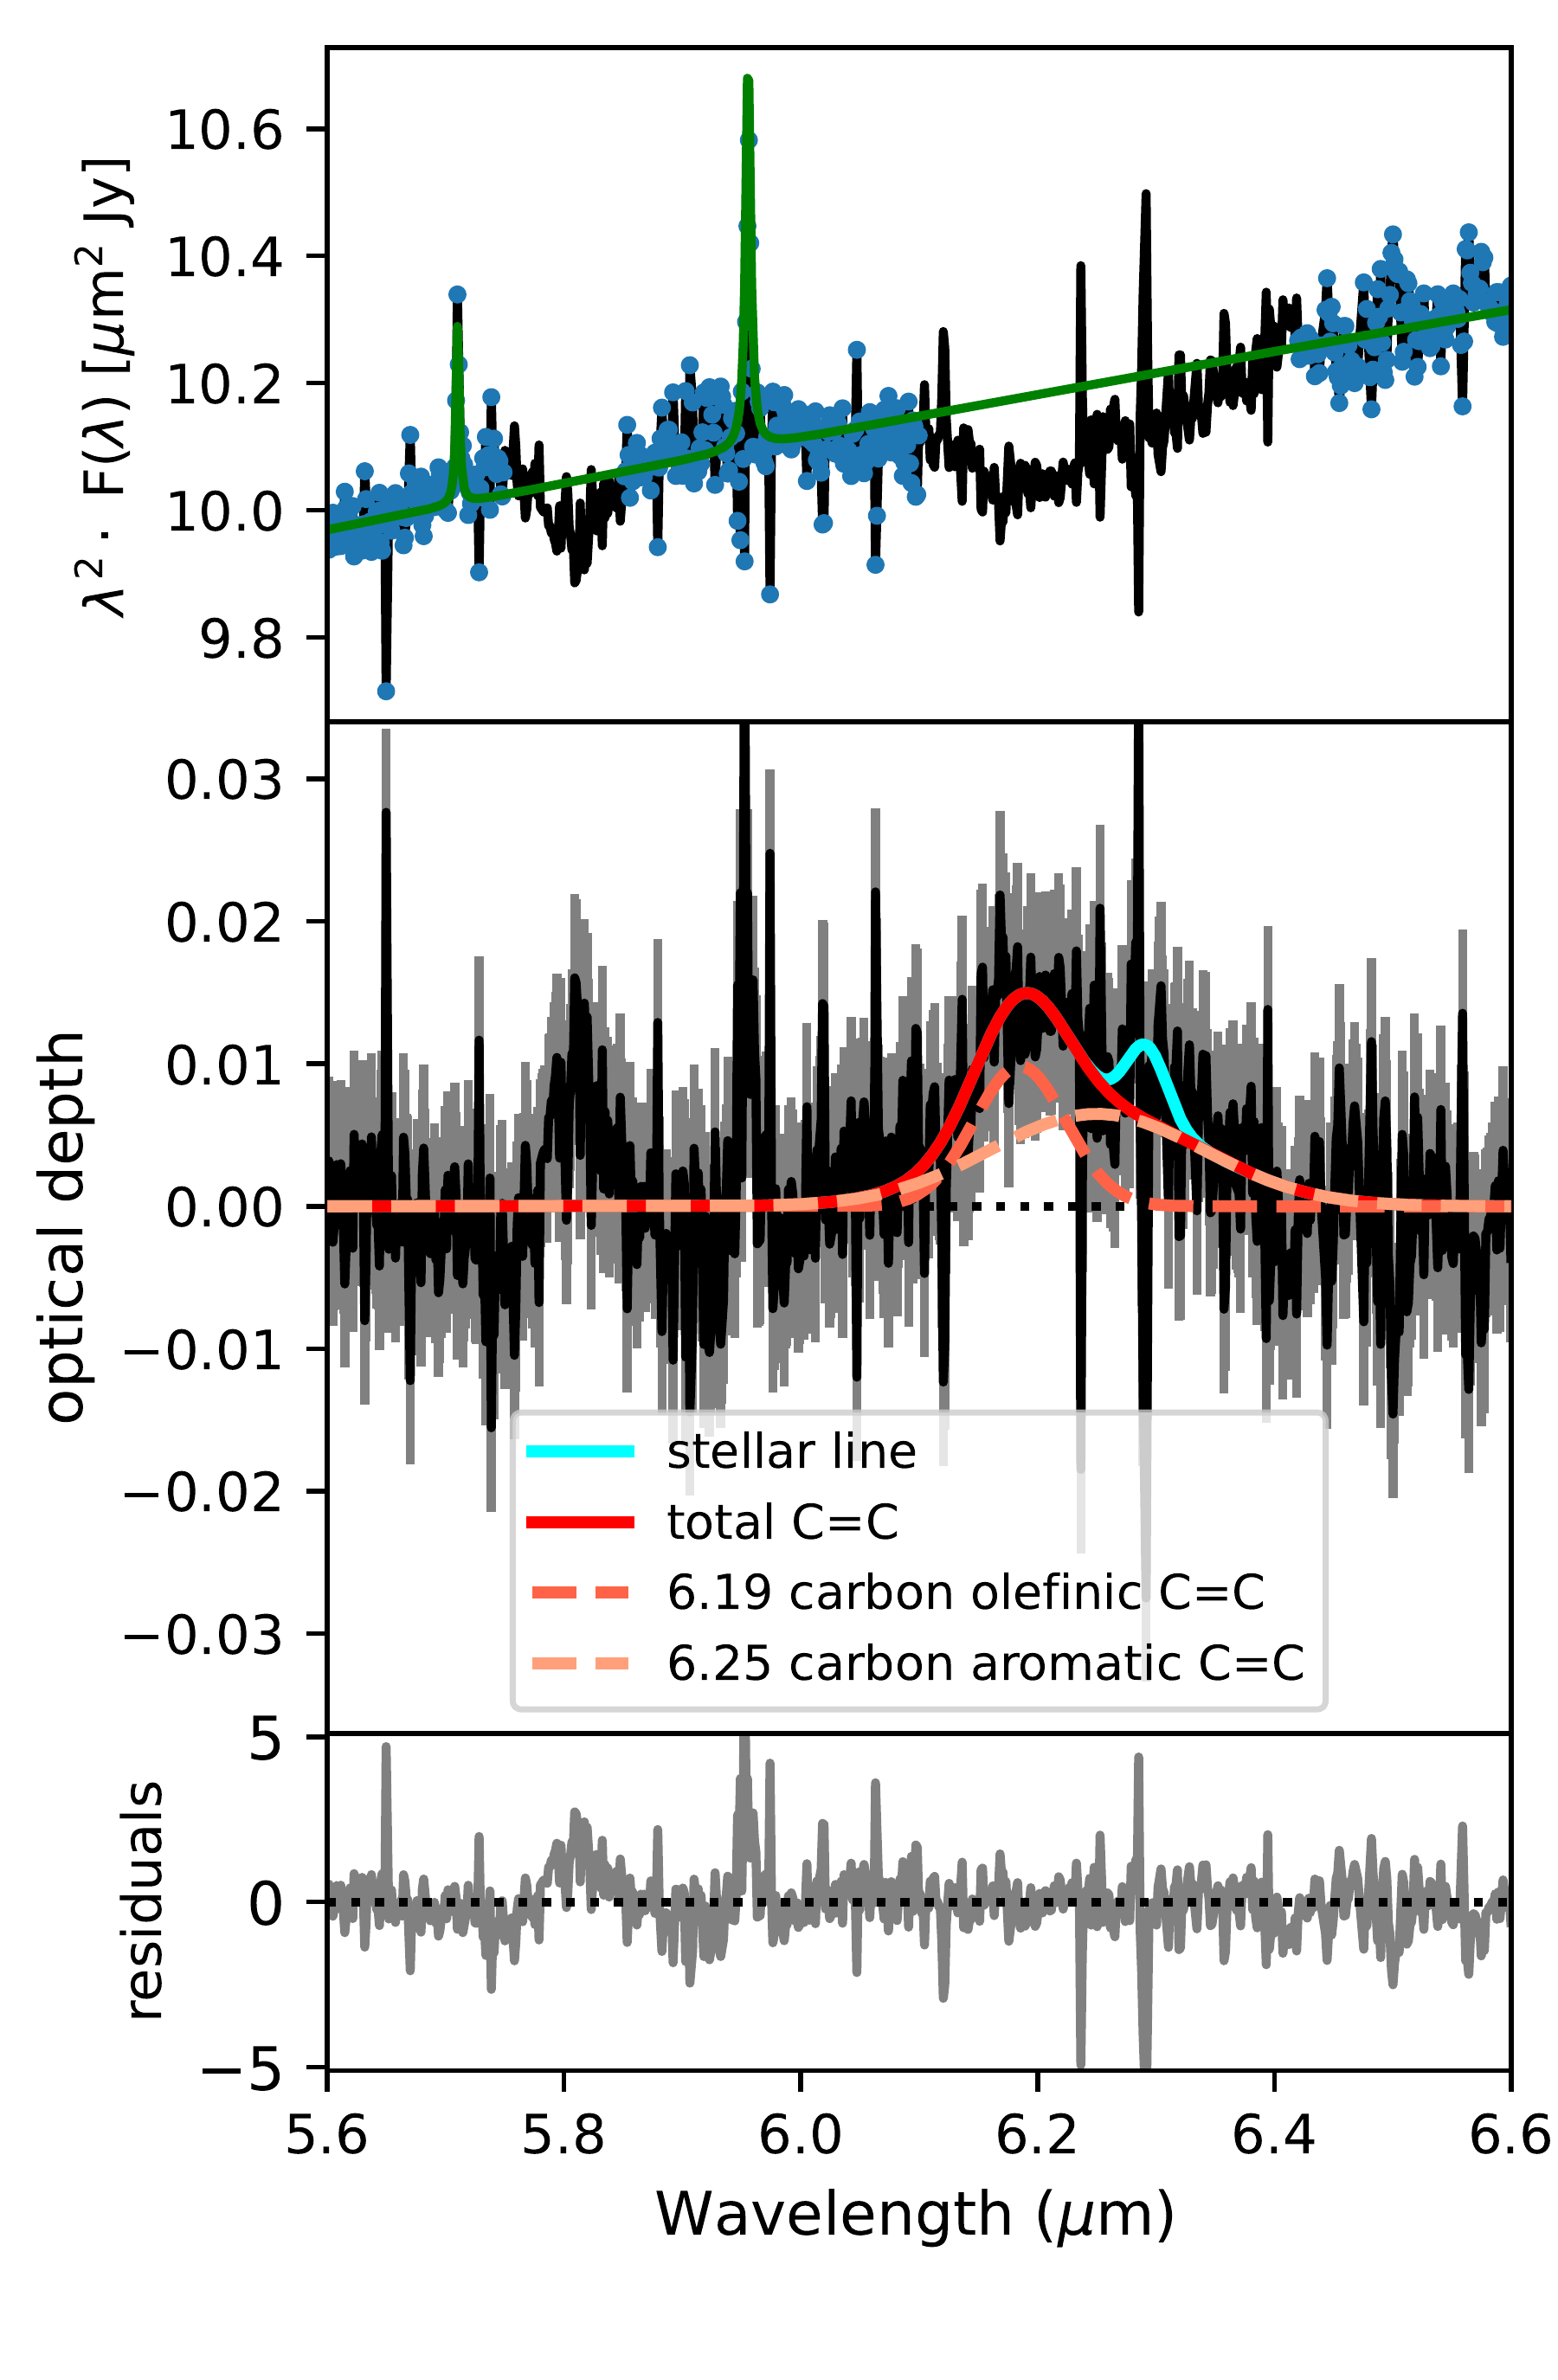 10.6
10.4
10.2
10.0
9.8
λ² · F(λ) [μm² Jy]
0.03
0.02
0.01
0.00
−0.01
−0.02
−0.03
optical depth
stellar line
total C=C
6.19 carbon olefinic C=C
6.25 carbon aromatic C=C
5
0
−5
residuals
5.6 5.8 6.0 6.2 6.4 6.6
Wavelength (μm)